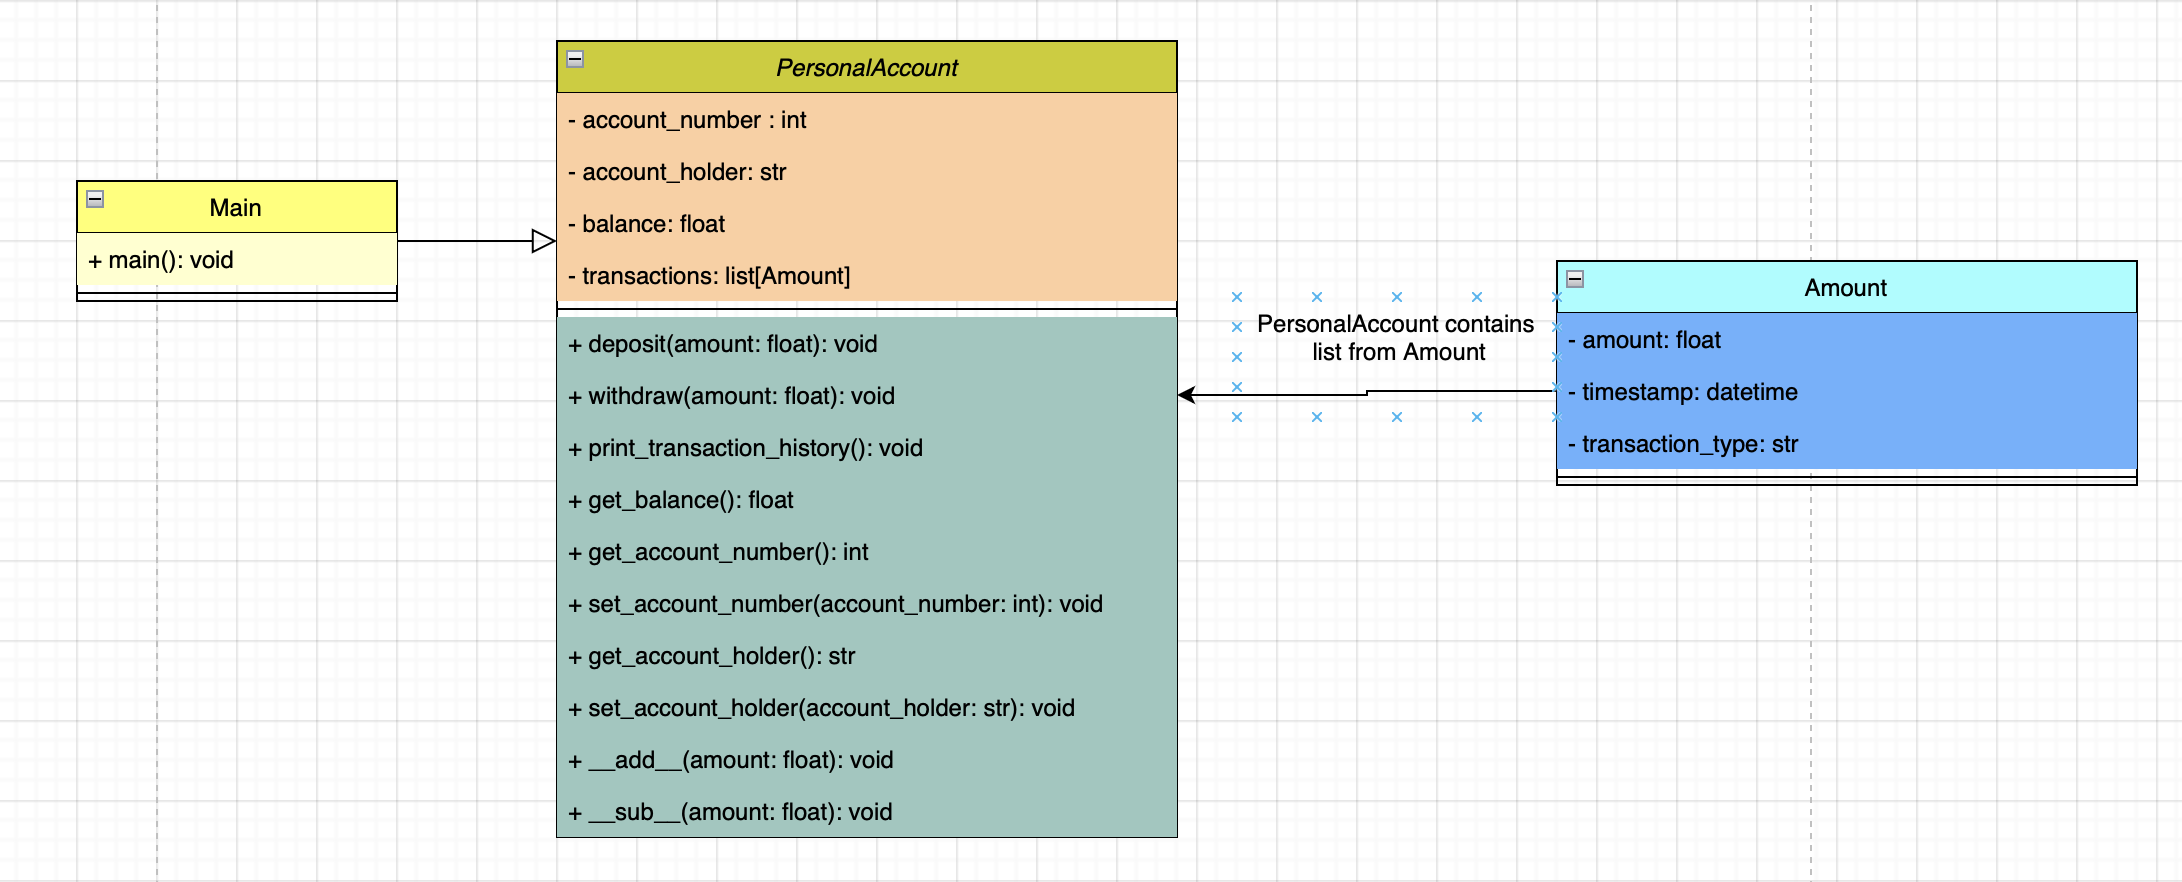 Main
+ main(): void
PersonalAccount
- account_number : int
- account_holder: str
- balance: float
- transactions: list[Amount]
+ deposit(amount: float): void
+ withdraw(amount: float): void
+ print_transaction_history(): void
+ get_balance(): float
+ get_account_number(): int
+ set_account_number(account_number: int): void
+ get_account_holder(): str
+ set_account_holder(account_holder: str): void
+ __add__(amount: float): void
+ __sub__(amount: float): void
PersonalAccount contains
list from Amount
Amount
- amount: float
- timestamp: datetime
- transaction_type: str